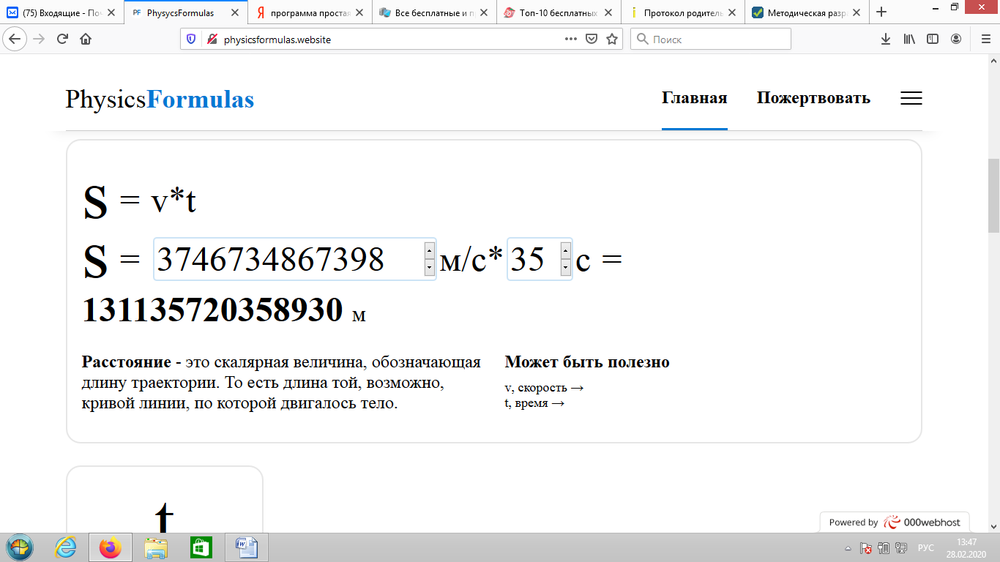 (75) Входящие - Поч
PhysycsFormulas
программа простая
Все бесплатные и п
Топ-10 бесплатных
Протокол родитель
Методическая разр
physicsformulas.website
Поиск
PhysicsFormulas
Главная
Пожертвовать
S = v*t
S = 3746734867398 м/с* 35 с =
131135720358930 м
Расстояние - это скалярная величина, обозначающая
длину траектории. То есть длина той, возможно,
кривой линии, по которой двигалось тело.
Может быть полезно
v, скорость →
t, время →
t
Powered by 000webhost
РУС
13:47
28.02.2020